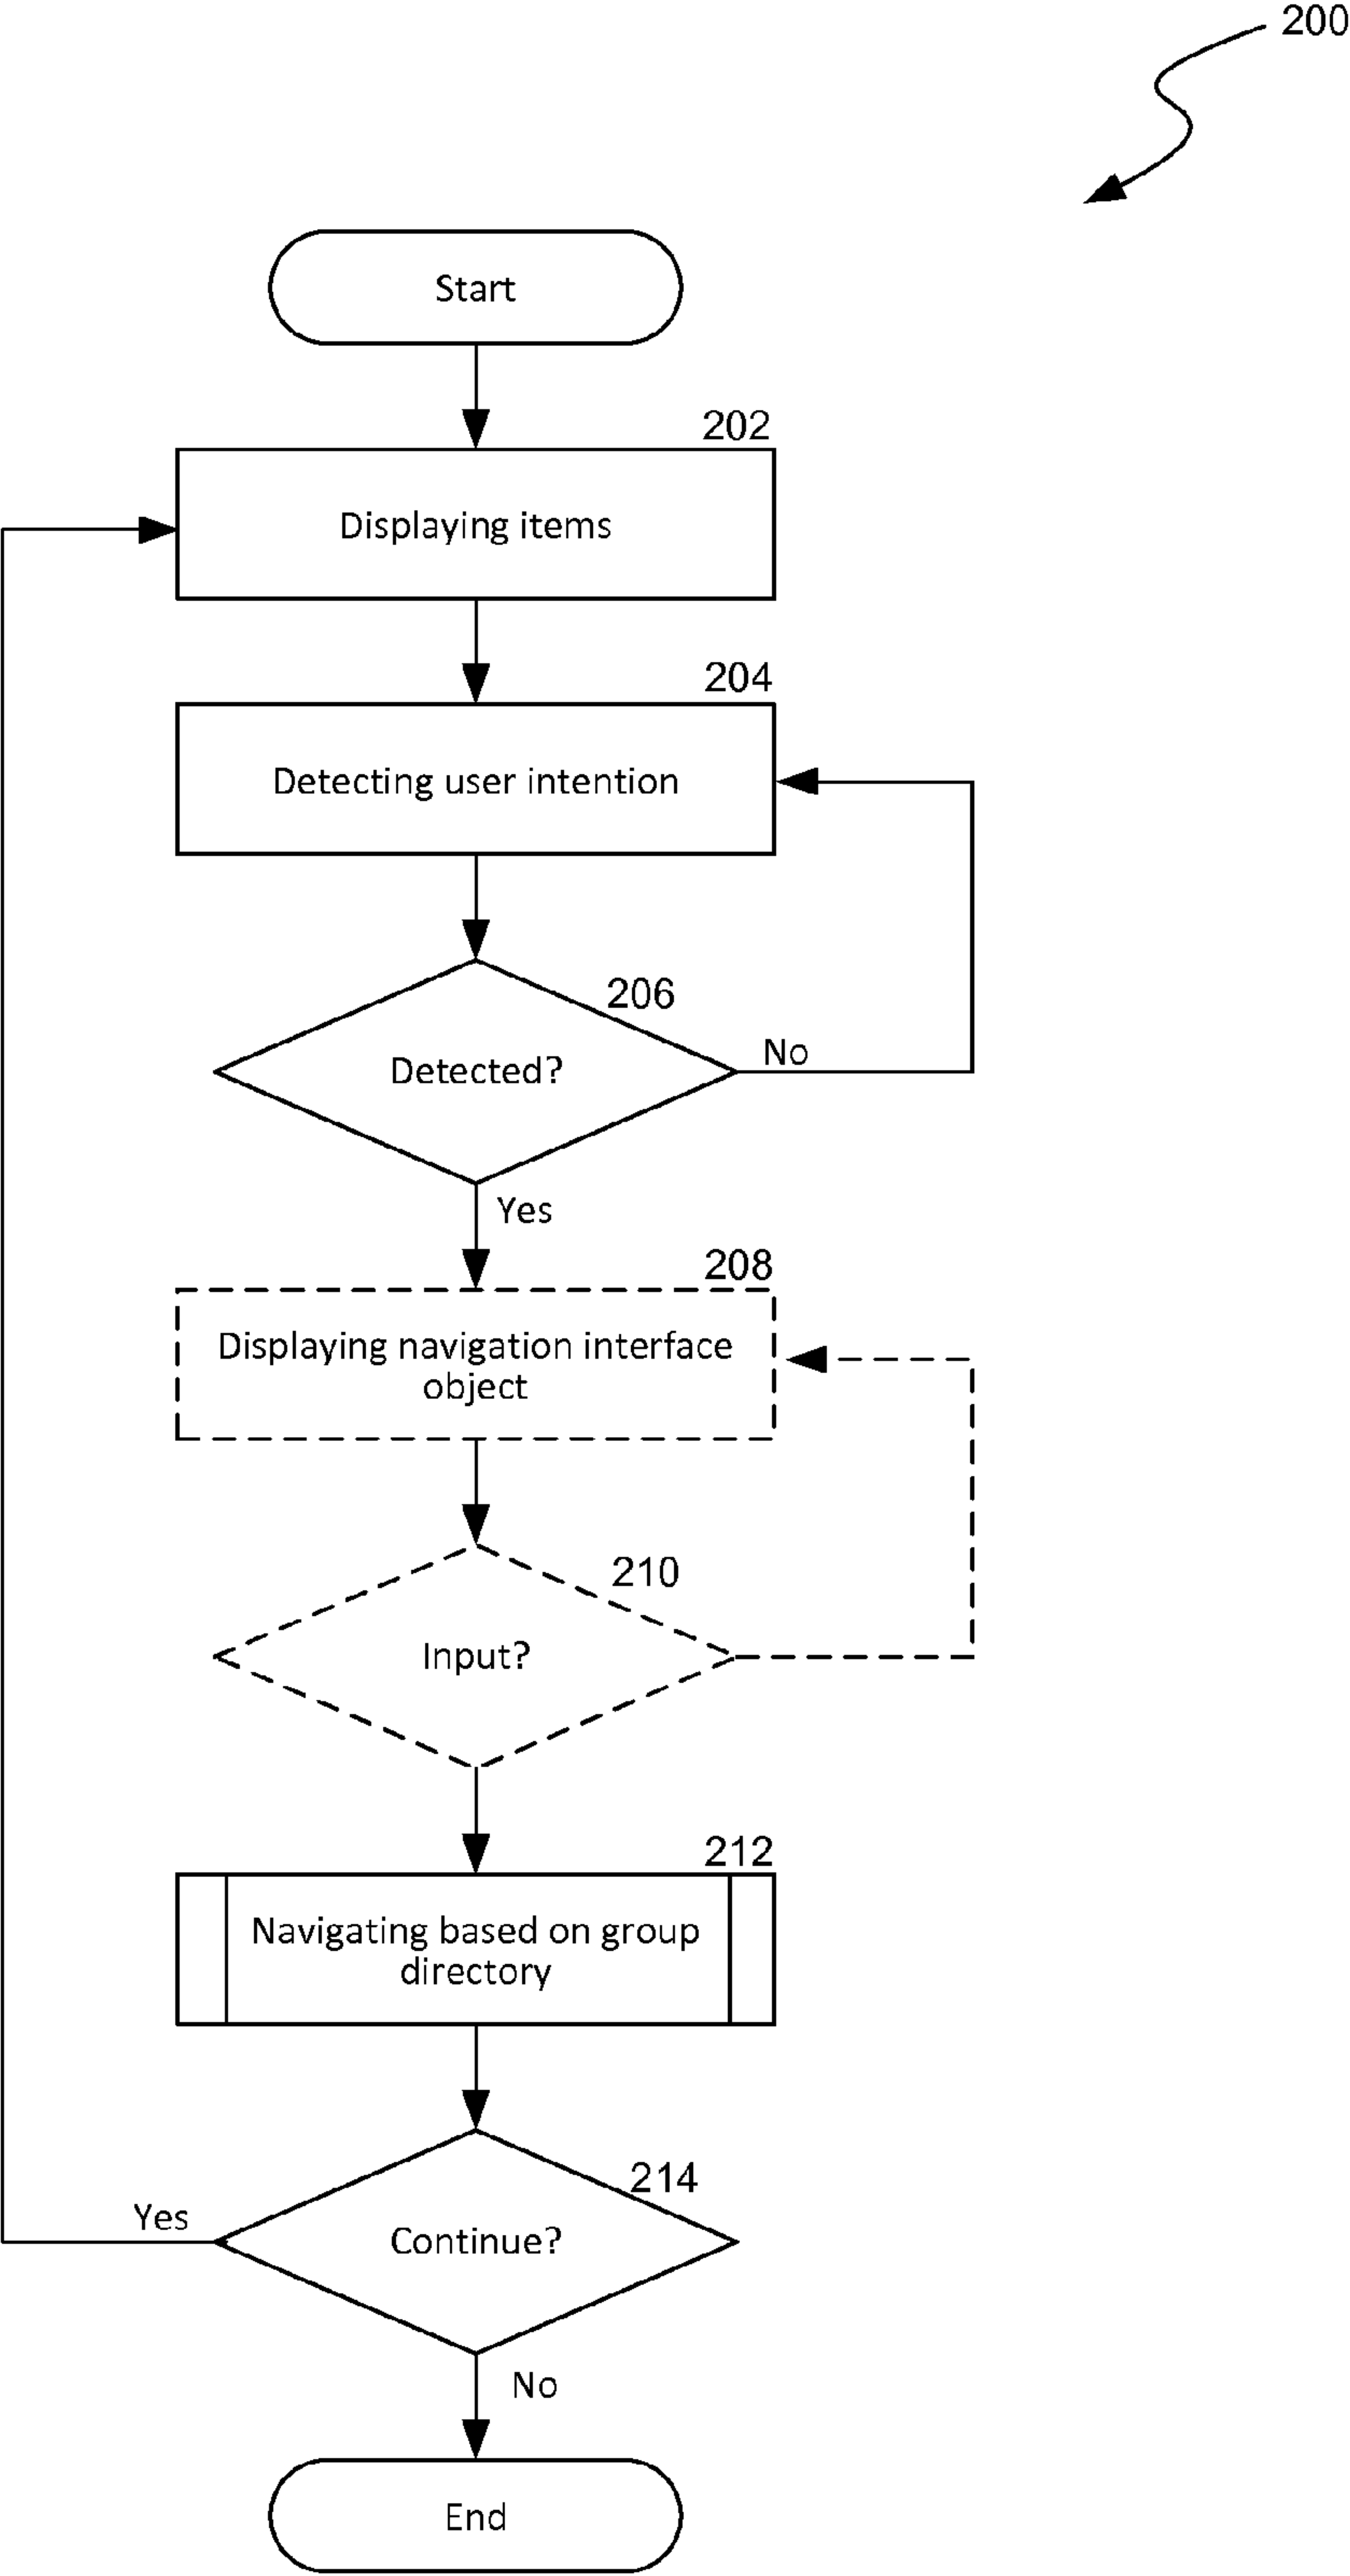 200
Start
202
Displaying items
204
Detecting user intention
206
Detected?
No
Yes
208
Displaying navigation interface
object
210
Input?
212
Navigating based on group
directory
214
Yes
Continue?
No
End